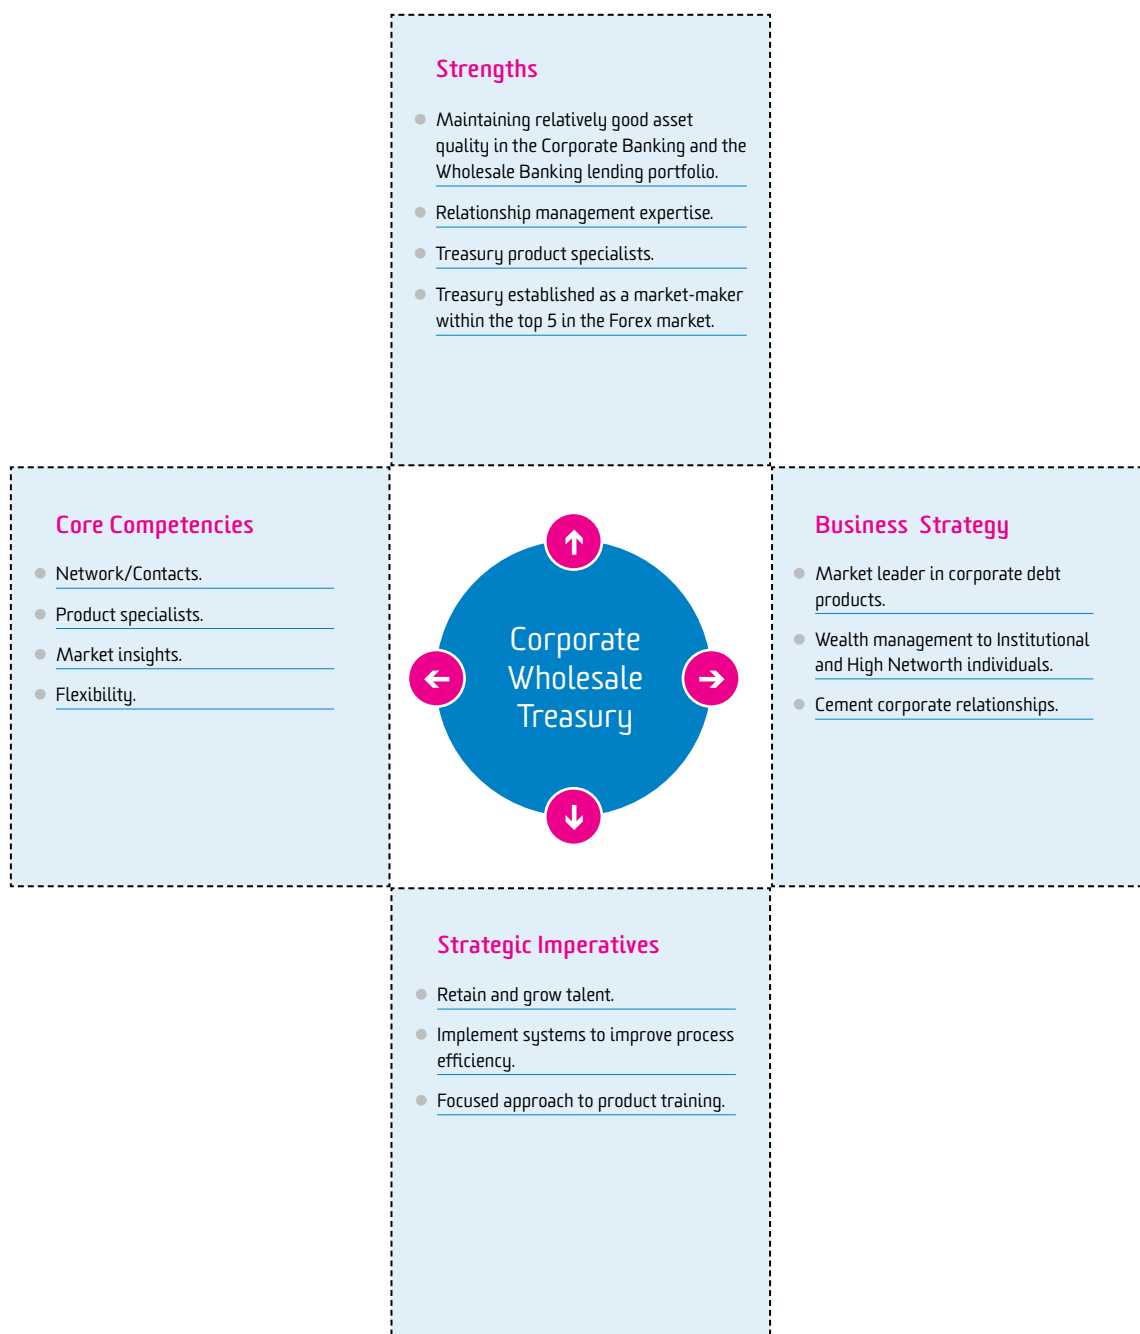 Strengths
Maintaining relatively good asset
quality in the Corporate Banking and the
Wholesale Banking lending portfolio.
Relationship management expertise.
Treasury product specialists.
Treasury established as a market-maker
within the top 5 in the Forex market.
Core Competencies
Network/Contacts.
Product specialists.
Market insights.
Flexibility.
Corporate
Wholesale
Treasury
Business Strategy
Market leader in corporate debt
products.
Wealth management to Institutional
and High Networth individuals.
Cement corporate relationships.
Strategic Imperatives
Retain and grow talent.
Implement systems to improve process
efficiency.
Focused approach to product training.